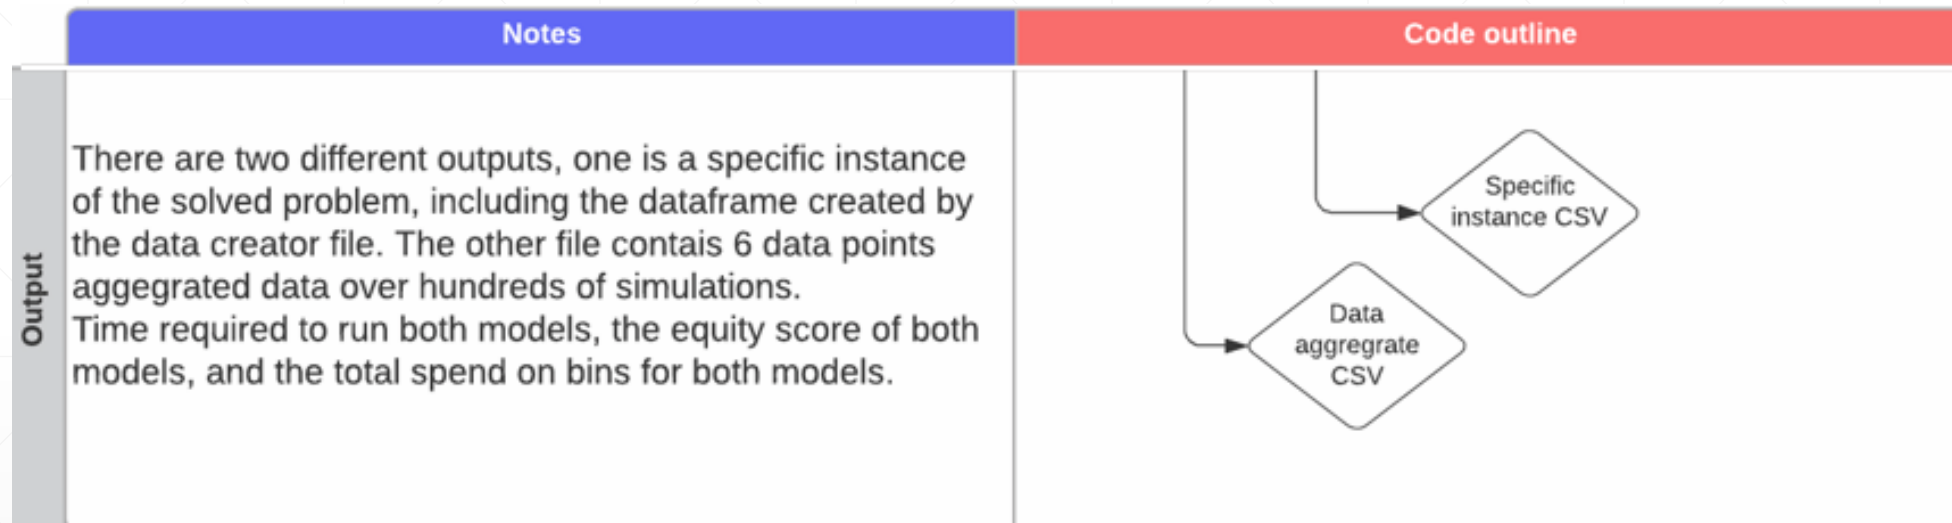 Notes
Code outline
Output
There are two different outputs, one is a specific instance
of the solved problem, including the dataframe created by
the data creator file. The other file contais 6 data points
aggegrated data over hundreds of simulations.
Time required to run both models, the equity score of both
models, and the total spend on bins for both models.
Specific
instance CSV
Data
aggregrate
CSV